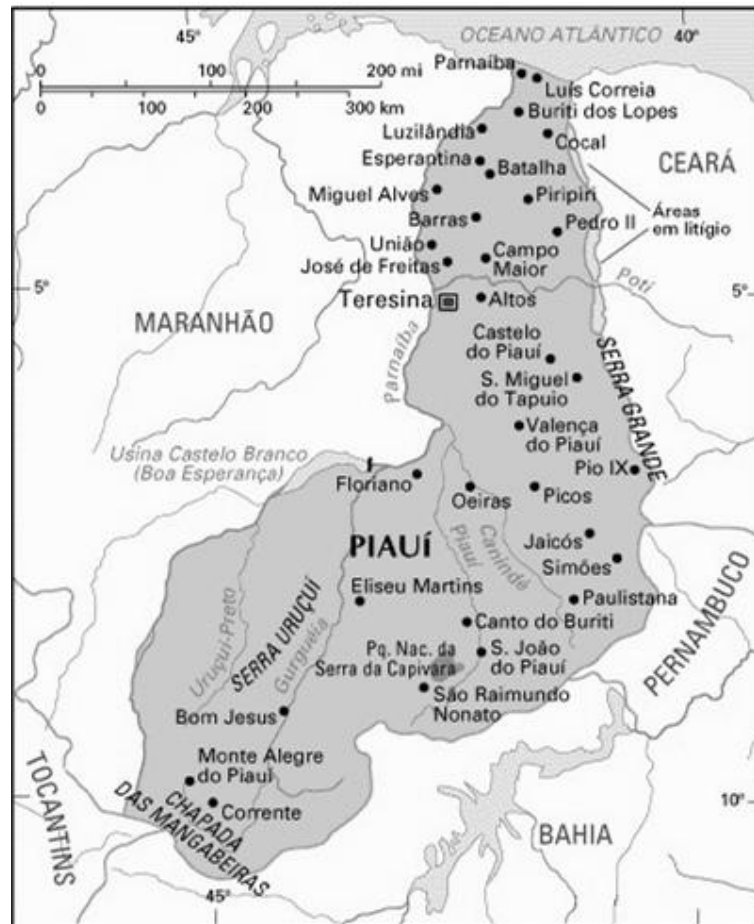 45°
40°
OCEANO ATLÂNTICO
0 100 200 mi
0 100 200 300 km
Parnaíba
Luís Correia
Buriti dos Lopes
Luzilândia
Cocal
Esperantina
Batalha
CEARÁ
Miguel Alves
Piripiri
Áreas
em litígio
Barras
Pedro II
União
Campo
Maior
José de Freitas
Poti
5°
5°
Teresina
Altos
MARANHÃO
Parnaíba
Castelo
do Piauí
SERRA GRANDE
S. Miguel
do Tapuio
Valença
do Piauí
Usina Castelo Branco
(Boa Esperança)
Pio IX
Floriano
Oeiras
Picos
PIAUÍ
Piauí
Canindé
Jaicós
Simões
Eliseu Martins
Paulistana
PERNAMBUCO
Uruçuí-Preto
SERRA URUÇUÍ
Gurguéia
Canto do Buriti
Pq. Nac. da
Serra da Capivara
S. João
do Piauí
São Raimundo
Nonato
Bom Jesus
Monte Alegre
do Piauí
TOCANTINS
CHAPADA
DAS MANGABEIRAS
Corrente
10°
BAHIA
45°